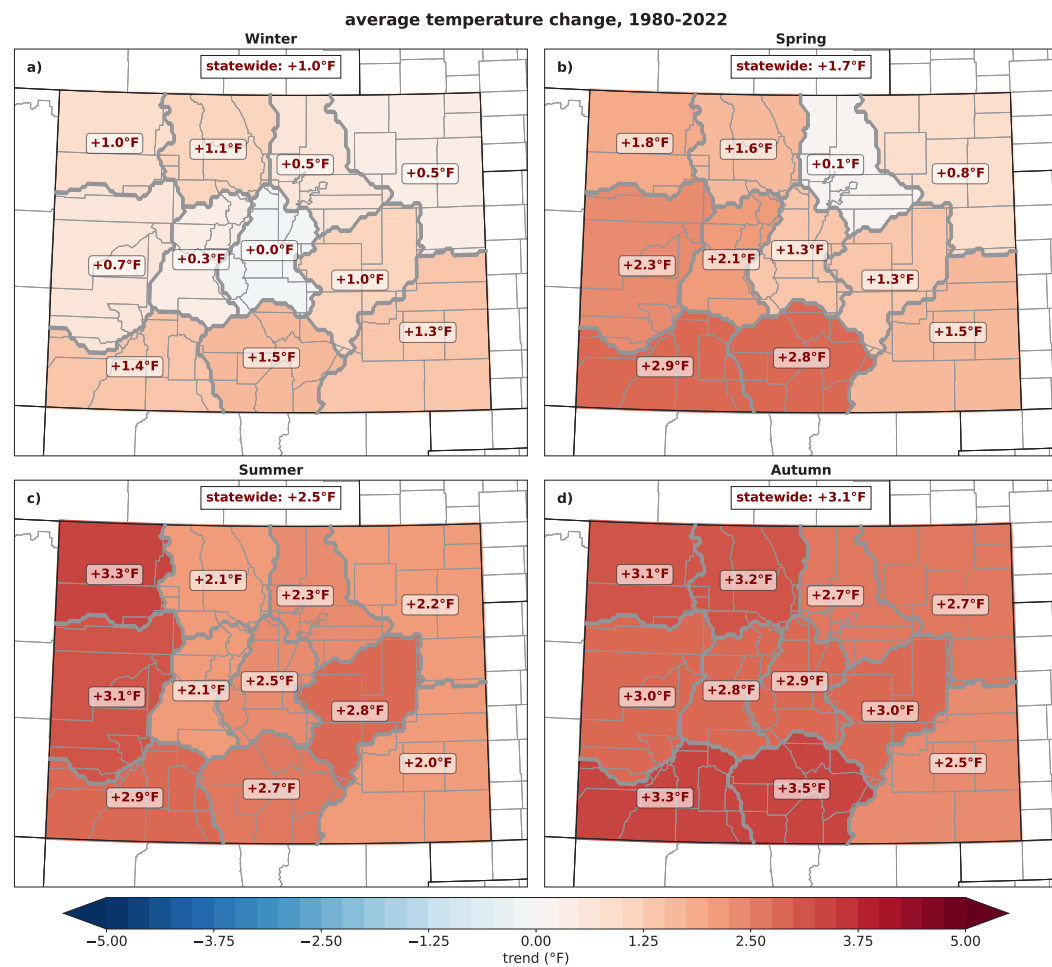 average temperature change, 1980-2022
Winter
a)
statewide: +1.0°F
+1.0°F
+1.1°F
+0.5°F
+0.5°F
+0.7°F
+0.3°F
+0.0°F
+1.0°F
+1.3°F
+1.4°F
+1.5°F
Spring
b)
statewide: +1.7°F
+1.8°F
+1.6°F
+0.1°F
+0.8°F
+2.3°F
+2.1°F
+1.3°F
+1.3°F
+1.5°F
+2.9°F
+2.8°F
Summer
c)
statewide: +2.5°F
+3.3°F
+2.1°F
+2.3°F
+2.2°F
+3.1°F
+2.1°F
+2.5°F
+2.8°F
+2.0°F
+2.9°F
+2.7°F
Autumn
d)
statewide: +3.1°F
+3.1°F
+3.2°F
+2.7°F
+2.7°F
+3.0°F
+2.8°F
+2.9°F
+3.0°F
+2.5°F
+3.3°F
+3.5°F
−5.00 −3.75 −2.50 −1.25 0.00 1.25 2.50 3.75 5.00
trend (°F)